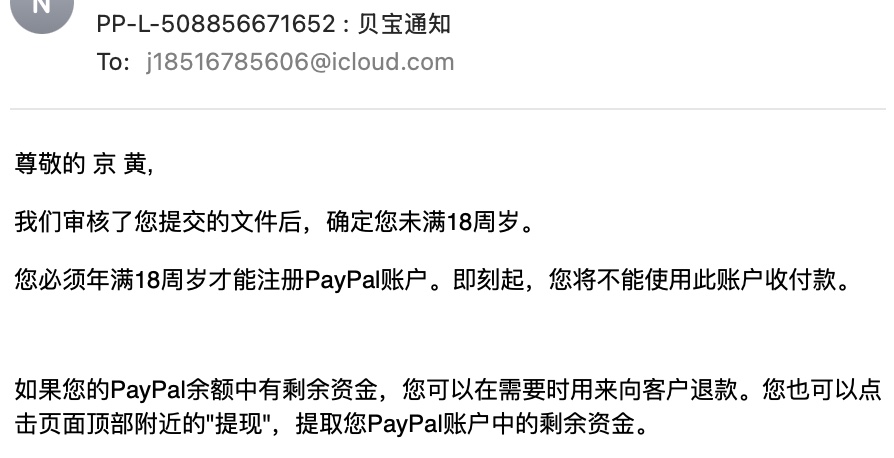 N
PP-L-508856671652 : 贝宝通知
To: j18516785606@icloud.com
尊敬的 京 黄,
我们审核了您提交的文件后，确定您未满18周岁。
您必须年满18周岁才能注册PayPal账户。即刻起，您将不能使用此账户收付款。
如果您的PayPal余额中有剩余资金，您可以在需要时用来向客户退款。您也可以点
击页面顶部附近的"提现"，提取您PayPal账户中的剩余资金。